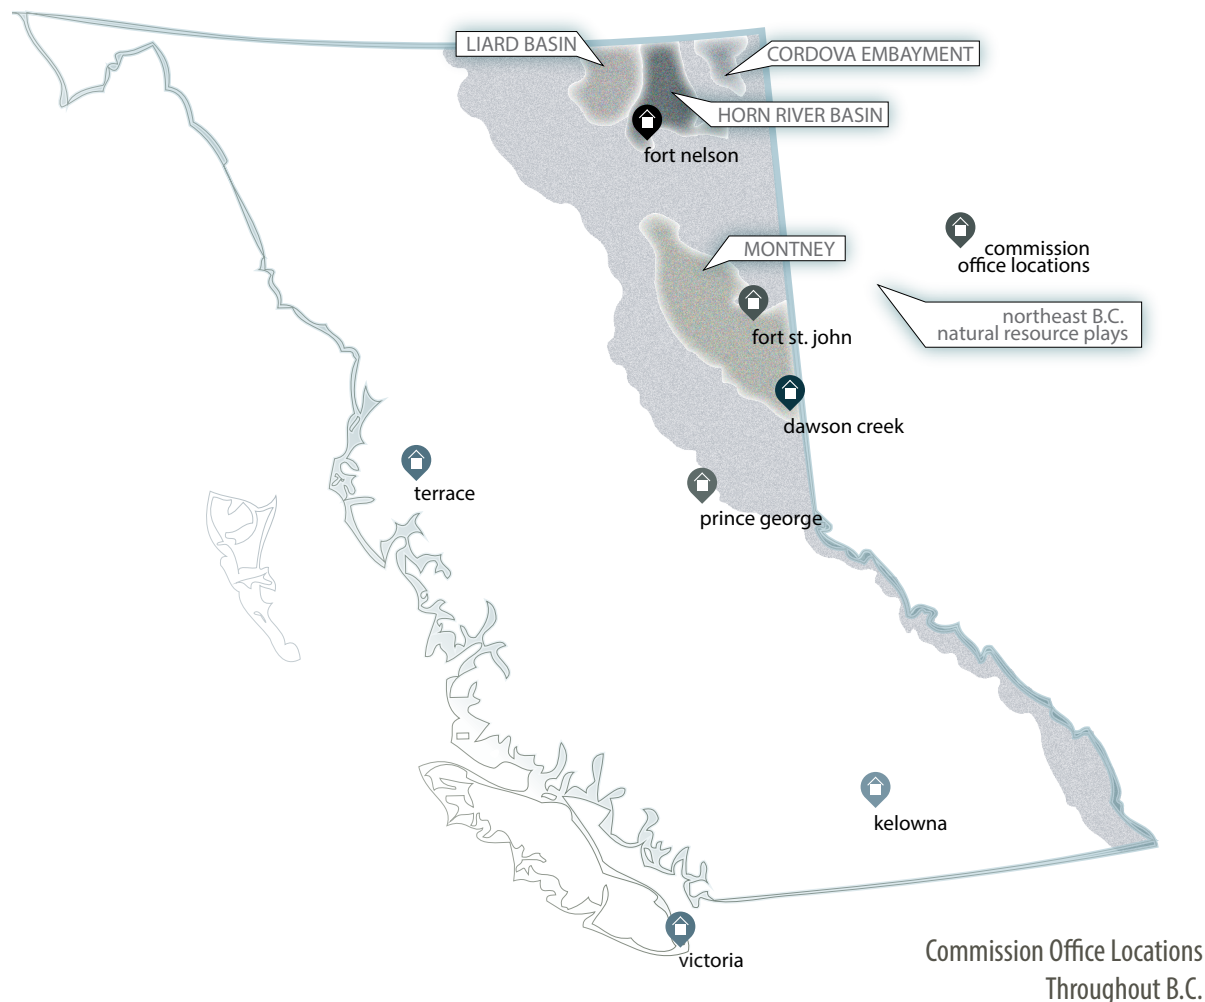 LIARD BASIN
CORDOVA EMBAYMENT
HORN RIVER BASIN
fort nelson
MONTNEY
commission
office locations
northeast B.C.
natural resource plays
fort st. john
dawson creek
terrace
prince george
kelowna
victoria
Commission Office Locations
Throughout B.C.